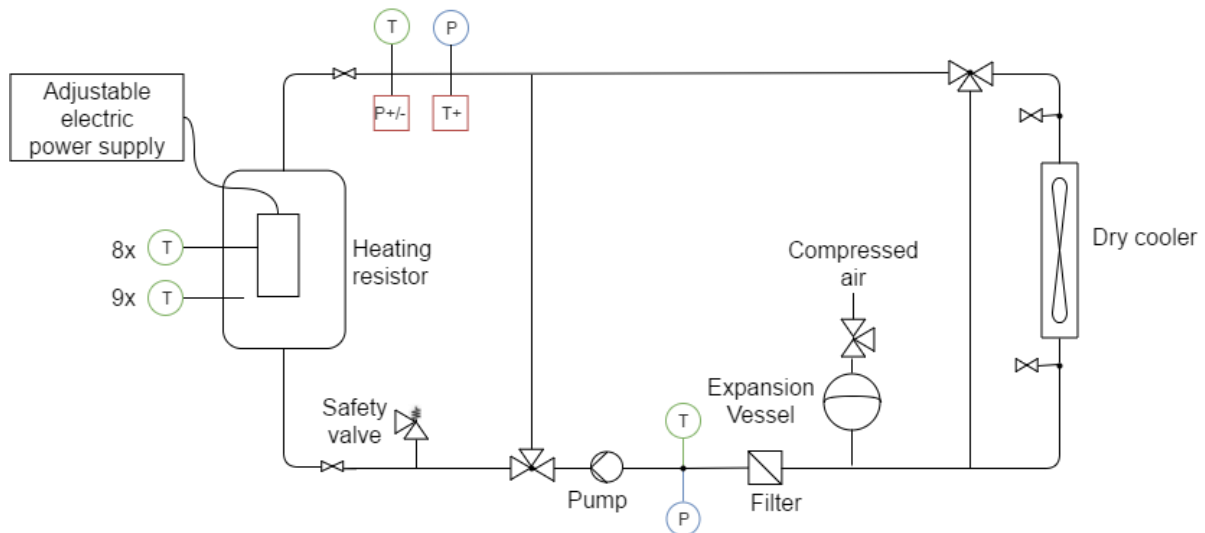 T
P
Adjustable
electric
power supply
P+/-
T+
8x
T
Heating
resistor
9x
T
Dry cooler
Compressed
air
Expansion
Vessel
Safety
valve
T
Pump
Filter
P